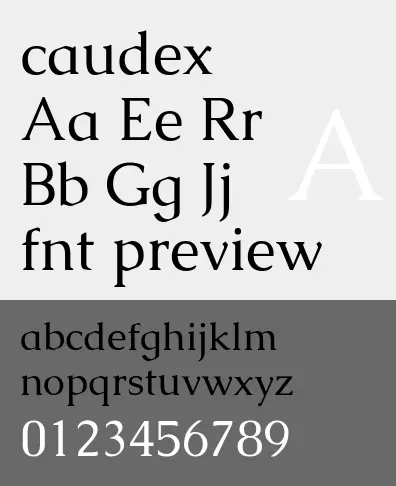 caudex
Aa Ee Rr
A
Bb Gg Jj
fnt preview
abcdefghijklm
nopqrstuvwxyz
0123456789